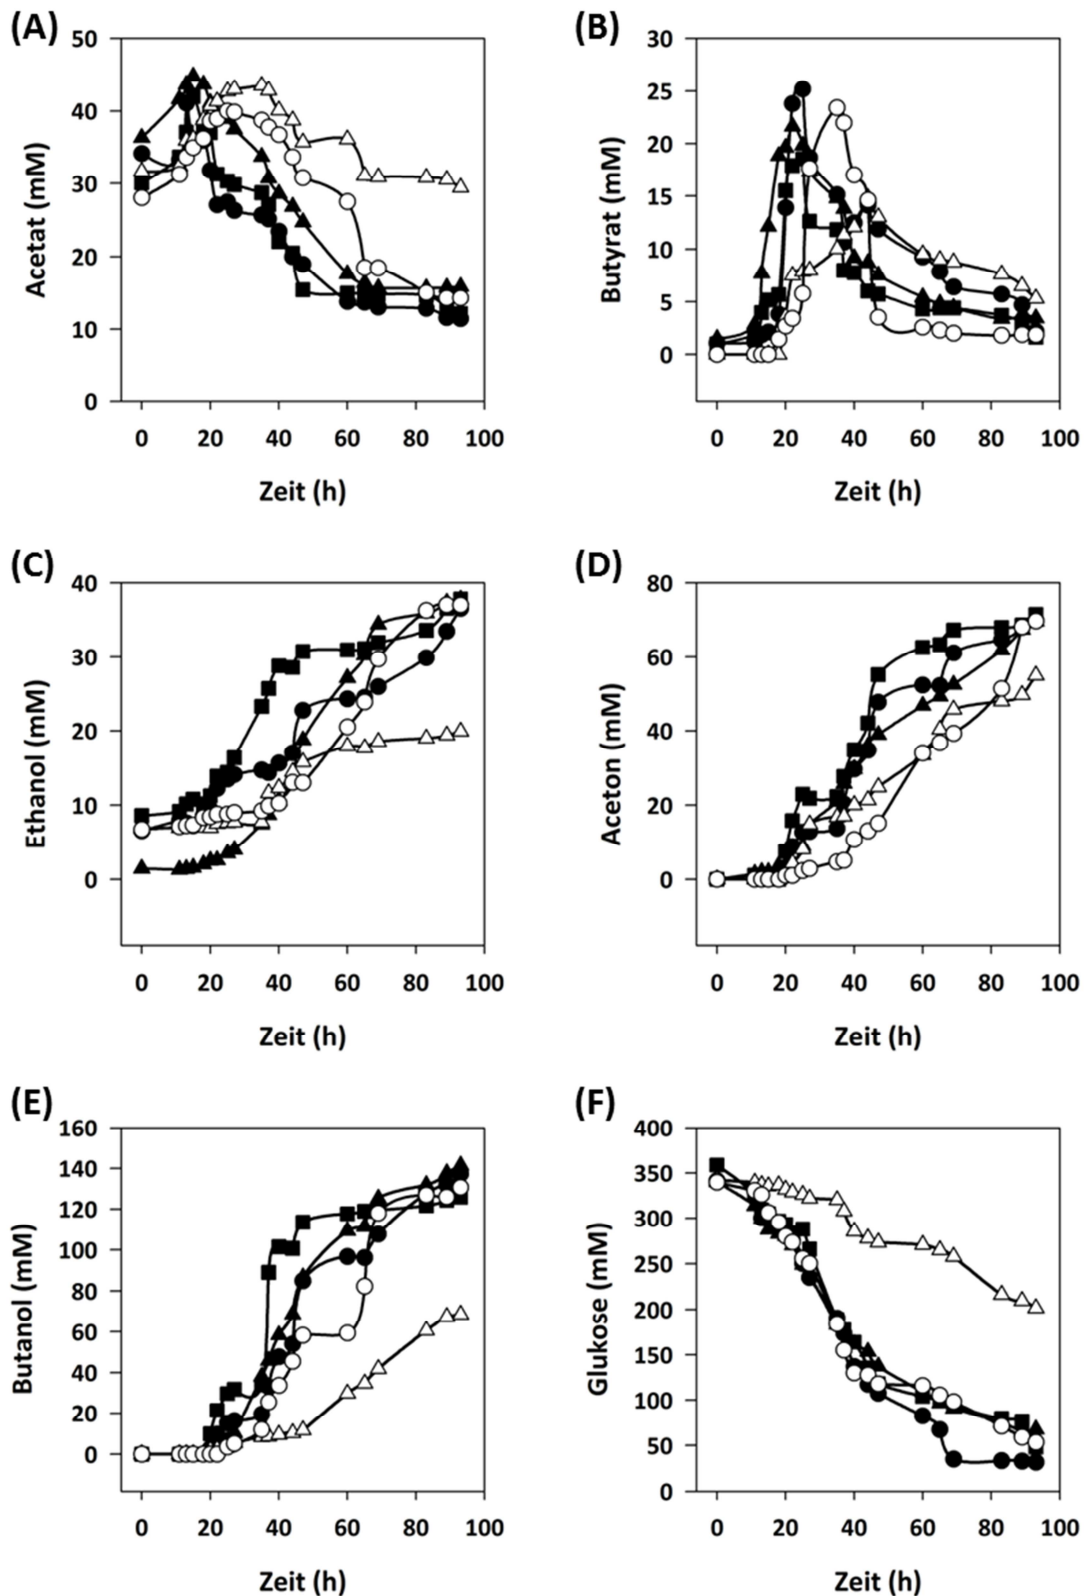 (A)
50
40
30
20
10
0
Acetat (mM)
0 20 40 60 80 100
Zeit (h)
(B)
30
25
20
15
10
5
0
Butyrat (mM)
0 20 40 60 80 100
Zeit (h)
(C)
40
30
20
10
0
Ethanol (mM)
0 20 40 60 80 100
Zeit (h)
(D)
80
60
40
20
0
Aceton (mM)
0 20 40 60 80 100
Zeit (h)
(E)
160
140
120
100
80
60
40
20
0
Butanol (mM)
0 20 40 60 80 100
Zeit (h)
(F)
400
350
300
250
200
150
100
50
0
Glukose (mM)
0 20 40 60 80 100
Zeit (h)